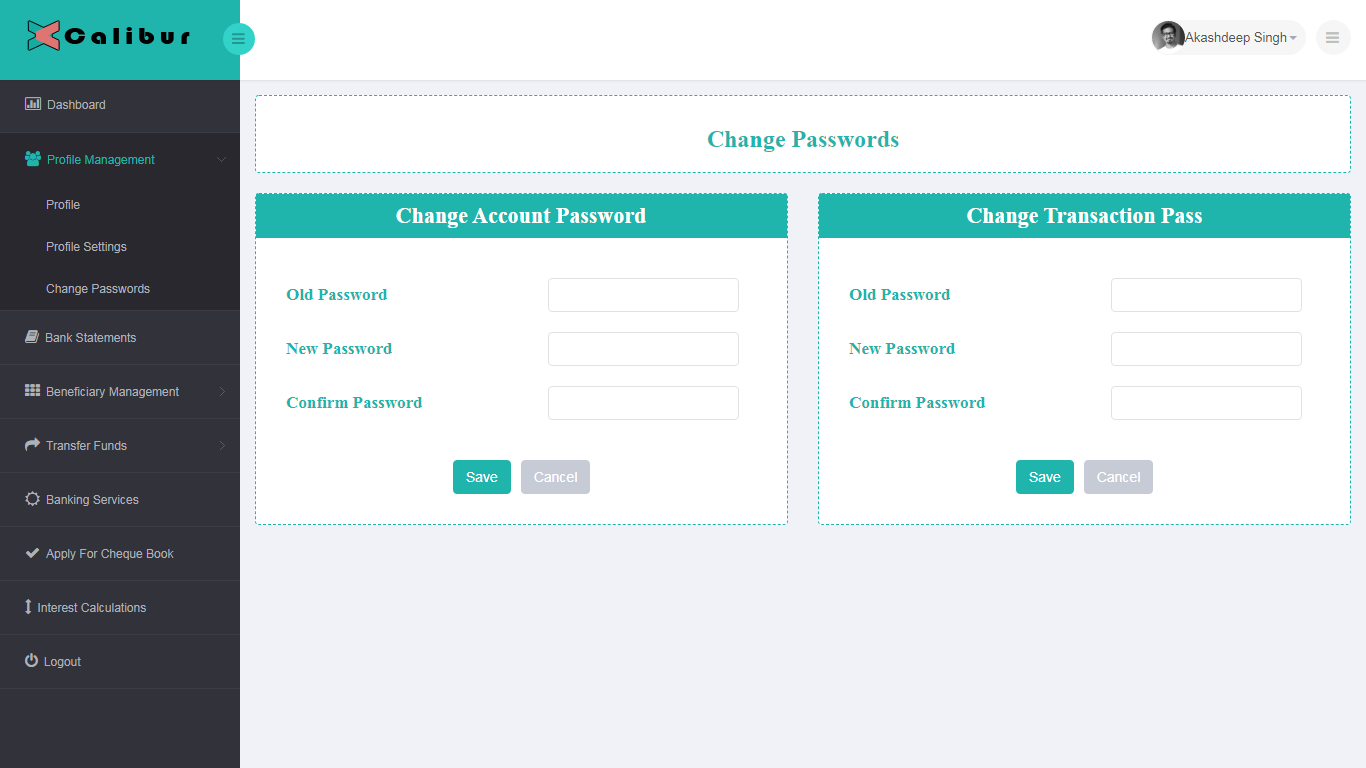 Calibur
Akashdeep Singh
Dashboard
Profile Management
Profile
Profile Settings
Change Passwords
Bank Statements
Beneficiary Management
Transfer Funds
Banking Services
Apply For Cheque Book
Interest Calculations
Logout
Change Passwords
Change Account Password
Old Password
New Password
Confirm Password
Save Cancel
Change Transaction Pass
Old Password
New Password
Confirm Password
Save Cancel